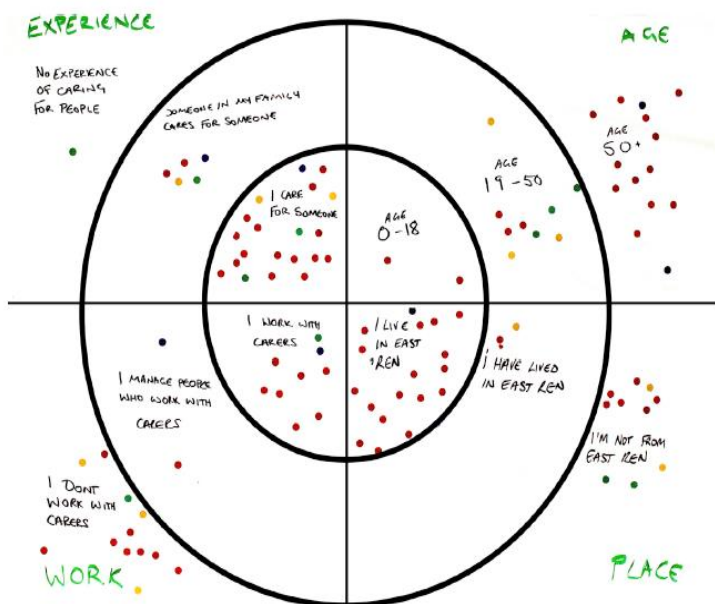 EXPERIENCE
NO EXPERIENCE
OF CARING
FOR PEOPLE
SOMEONE IN MY FAMILY
CARES FOR SOMEONE
I CARE
FOR SOMEONE
AGE
AGE
50+
AGE
19-50
AGE
0-18
I WORK WITH
CARERS
I MANAGE PEOPLE
WHO WORK WITH
CARERS
I DONT
WORK WITH
CARERS
WORK
I LIVE
IN EAST
REN
I HAVE LIVED
IN EAST REN
I'M NOT FROM
EAST REN
PLACE